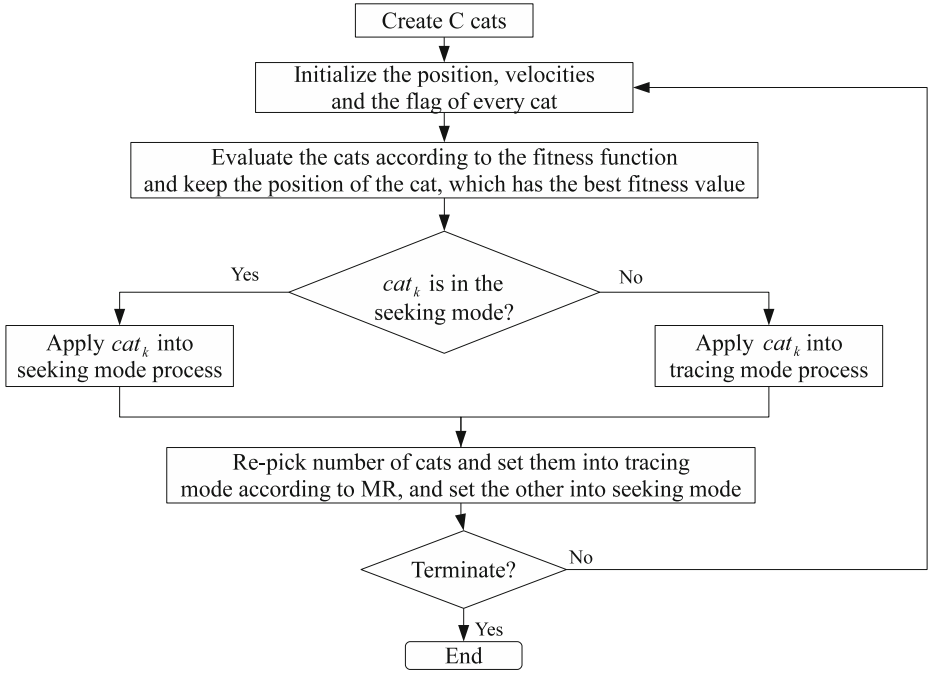 Create C cats
Initialize the position, velocities
and the flag of every cat
Evaluate the cats according to the fitness function
and keep the position of the cat, which has the best fitness value
Yes
No
cat k is in the
seeking mode?
Apply cat k into
seeking mode process
Apply cat k into
tracing mode process
Re-pick number of cats and set them into tracing
mode according to MR, and set the other into seeking mode
Terminate?
No
Yes
End